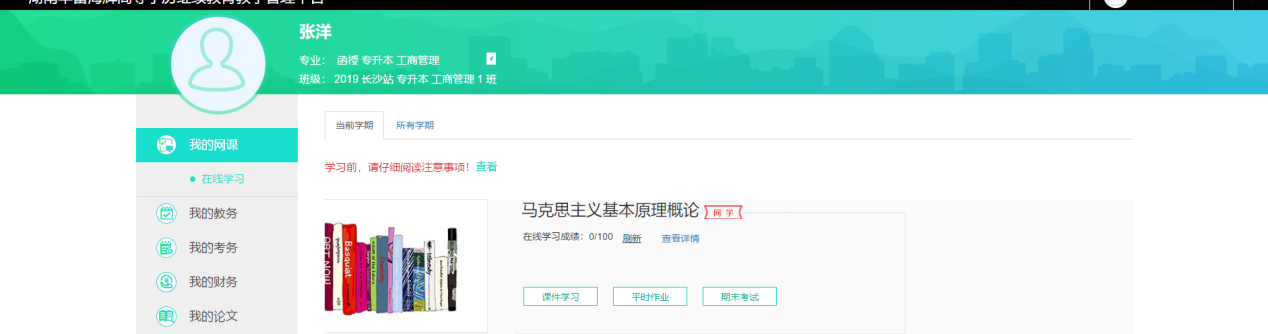 张洋
专业： 函授 专升本 工商管理
班级： 2019 长沙站 专升本 工商管理 1 班
我的网课
在线学习
我的教务
我的考务
我的财务
我的论文
当前学期 所有学期
学习前，请仔细阅读注意事项！查看
马克思主义基本原理概论 网 学
在线学习成绩：0/100 刷新 查看详情
课件学习 平时作业 期末考试
Basquiat